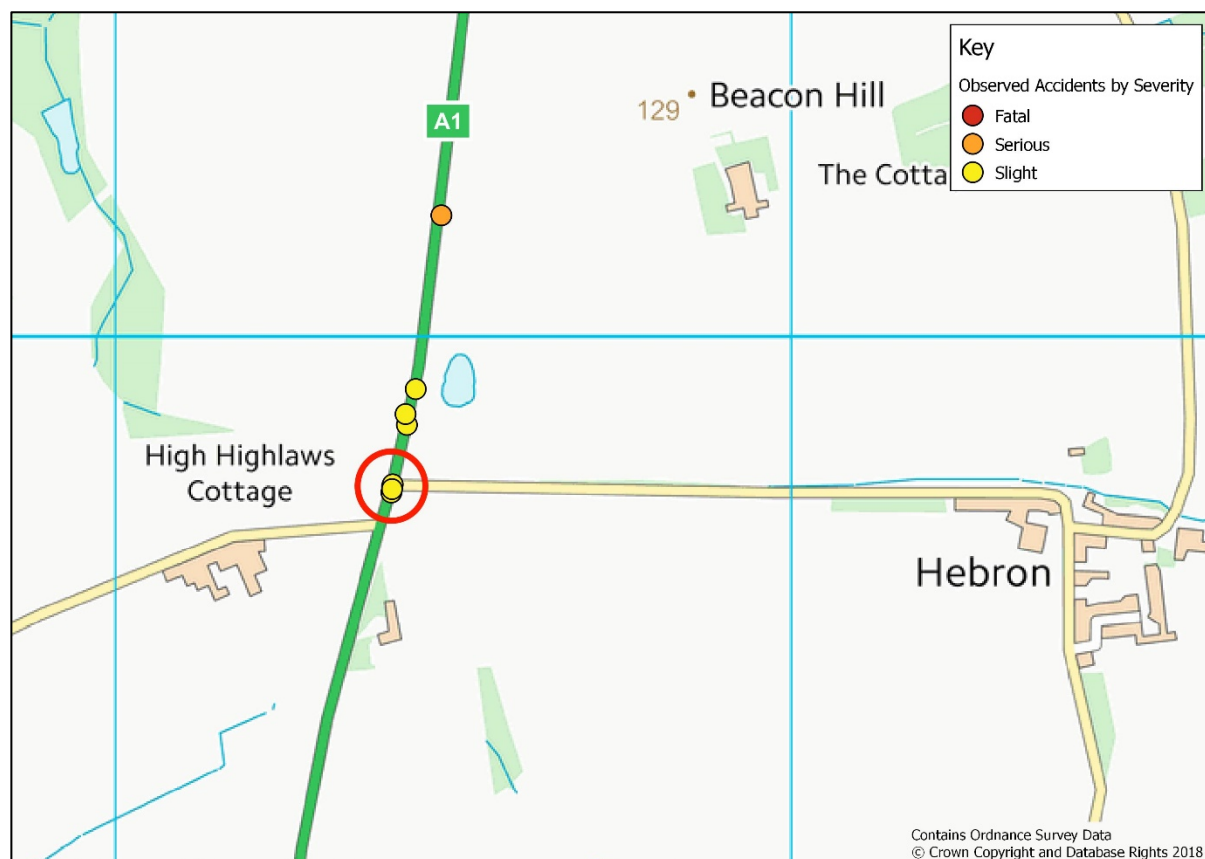 Key
Observed Accidents by Severity
Fatal
Serious
Slight
A1
129
Beacon Hill
The
High Highlaws
Cottage
Hebron
Contains Ordnance Survey Data
© Crown Copyright and Database Rights 2018